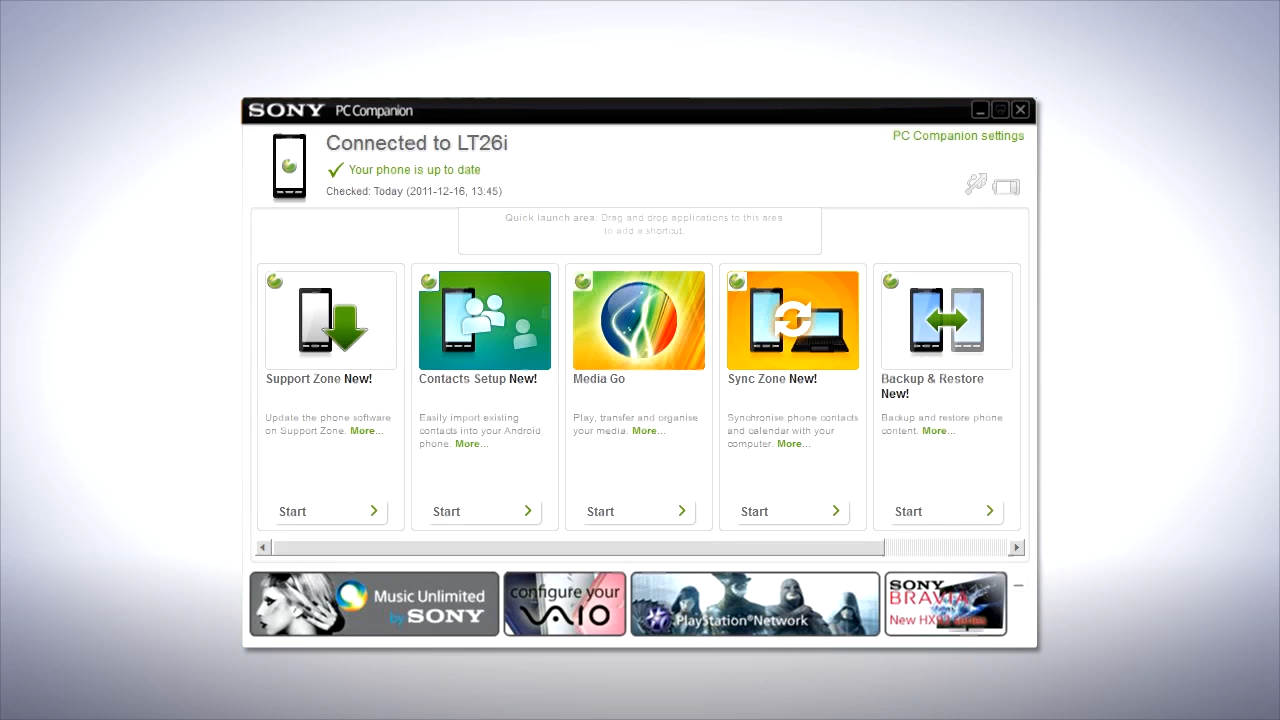 SONY PC Companion
Connected to LT26i
PC Companion settings
Your phone is up to date
Checked: Today (2011-12-16, 13:45)
Quick launch area: Drag and drop applications to this area
to add a shortcut.
Support Zone New!
Update the phone software
on Support Zone. More...
Start
Contacts Setup New!
Easily import existing
contacts into your Android
phone. More...
Start
Media Go
Play, transfer and organise
your media. More...
Start
Sync Zone New!
Synchronise phone contacts
and calendar with your
computer. More...
Start
Backup & Restore
New!
Backup and restore phone
content. More...
Start
Music Unlimited
by SONY
configure your
VAIO
PlayStation®Network
SONY
BRAVIA
New